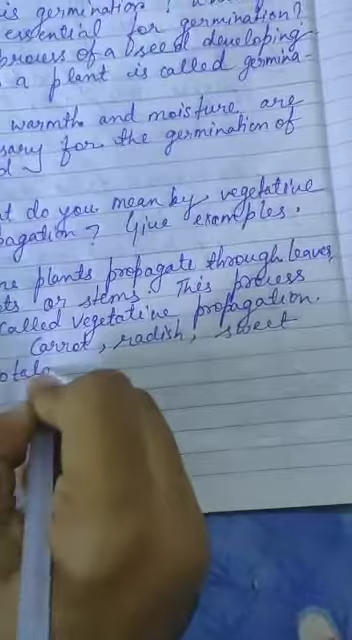 is germination?
essential for germination?
process of a seed developing
a plant is called germina-
warmth and moisture are
sary for the germination of
d
at do you mean by vegetative
pagation? Give examples.
me plants propagate through leaves,
ts or stems. This process
called vegetative propagation.
Carrot, radish, sweet
otato